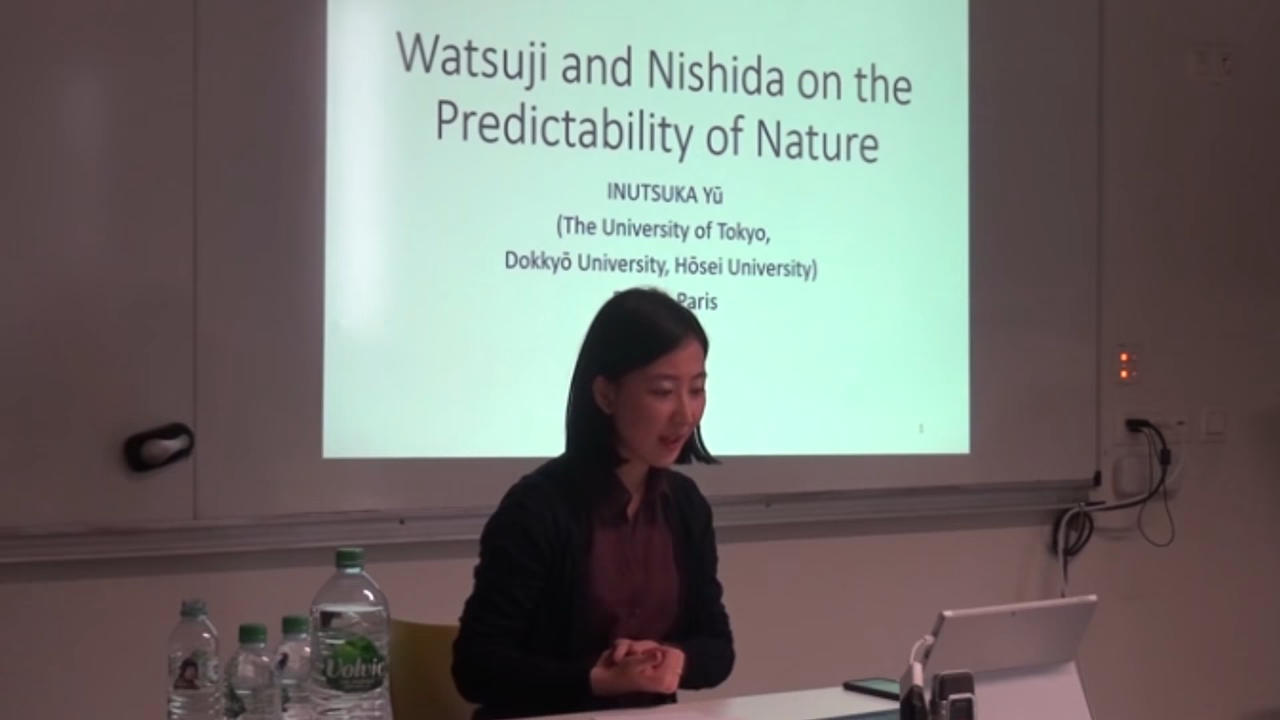 Watsuji and Nishida on the
Predictability of Nature
INUTSUKA Yū
(The University of Tokyo,
Dokkyō University, Hōsei University)
Paris
1
Volvic